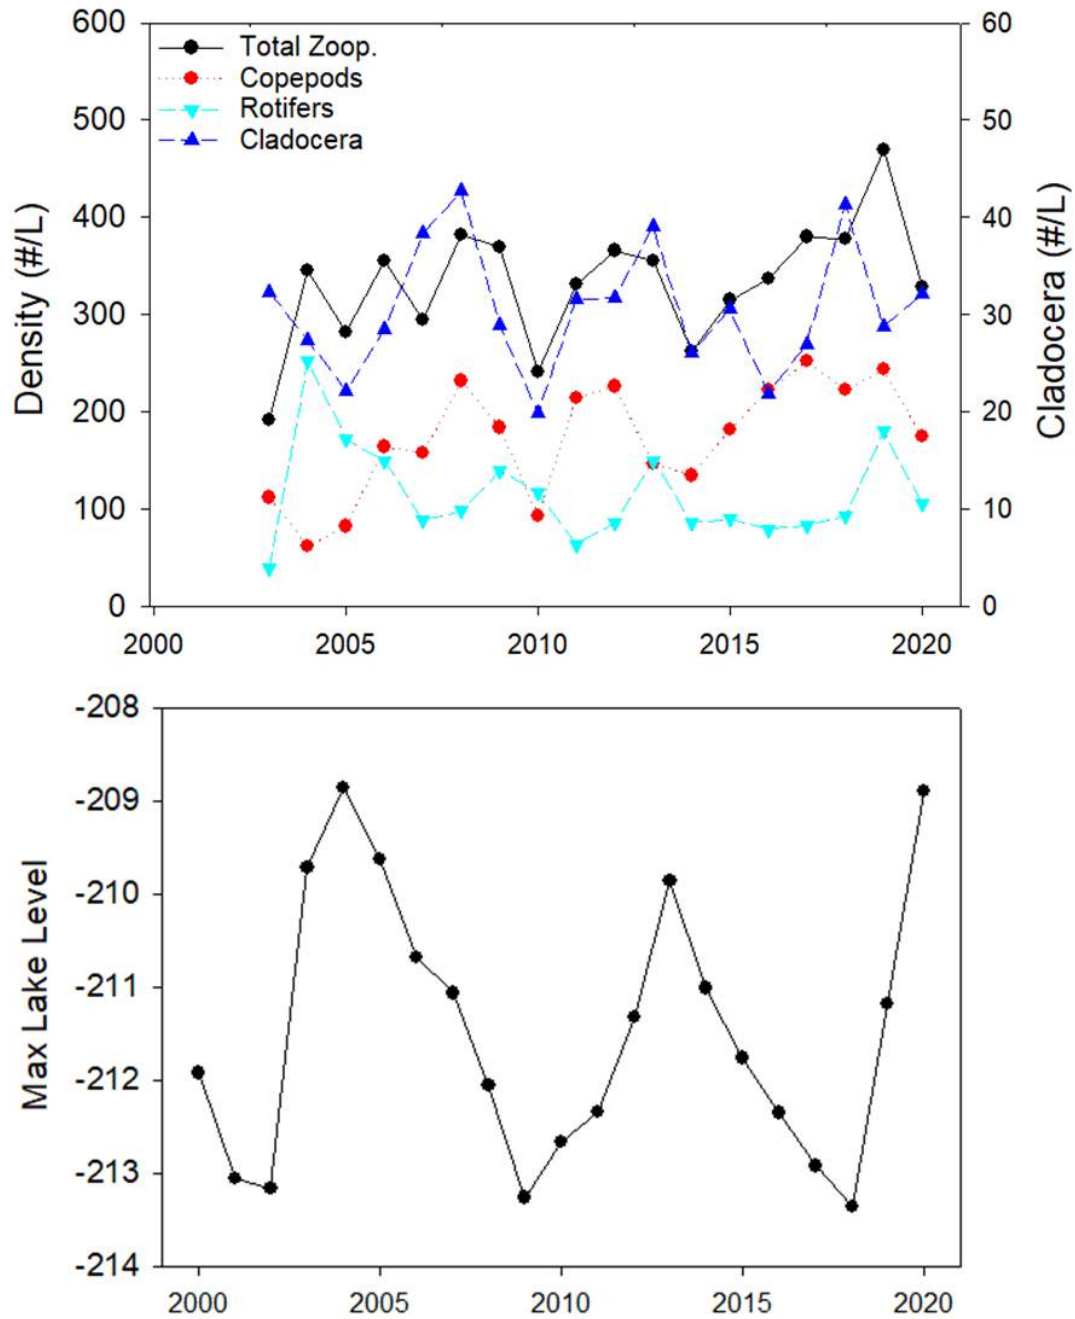 600
500
400
300
200
100
0
Density (#/L)
Total Zoop.
Copepods
Rotifers
Cladocera
60
50
40
30
20
10
0
Cladocera (#/L)
2000 2005 2010 2015 2020
-208
-209
-210
-211
-212
-213
-214
Max Lake Level
2000 2005 2010 2015 2020